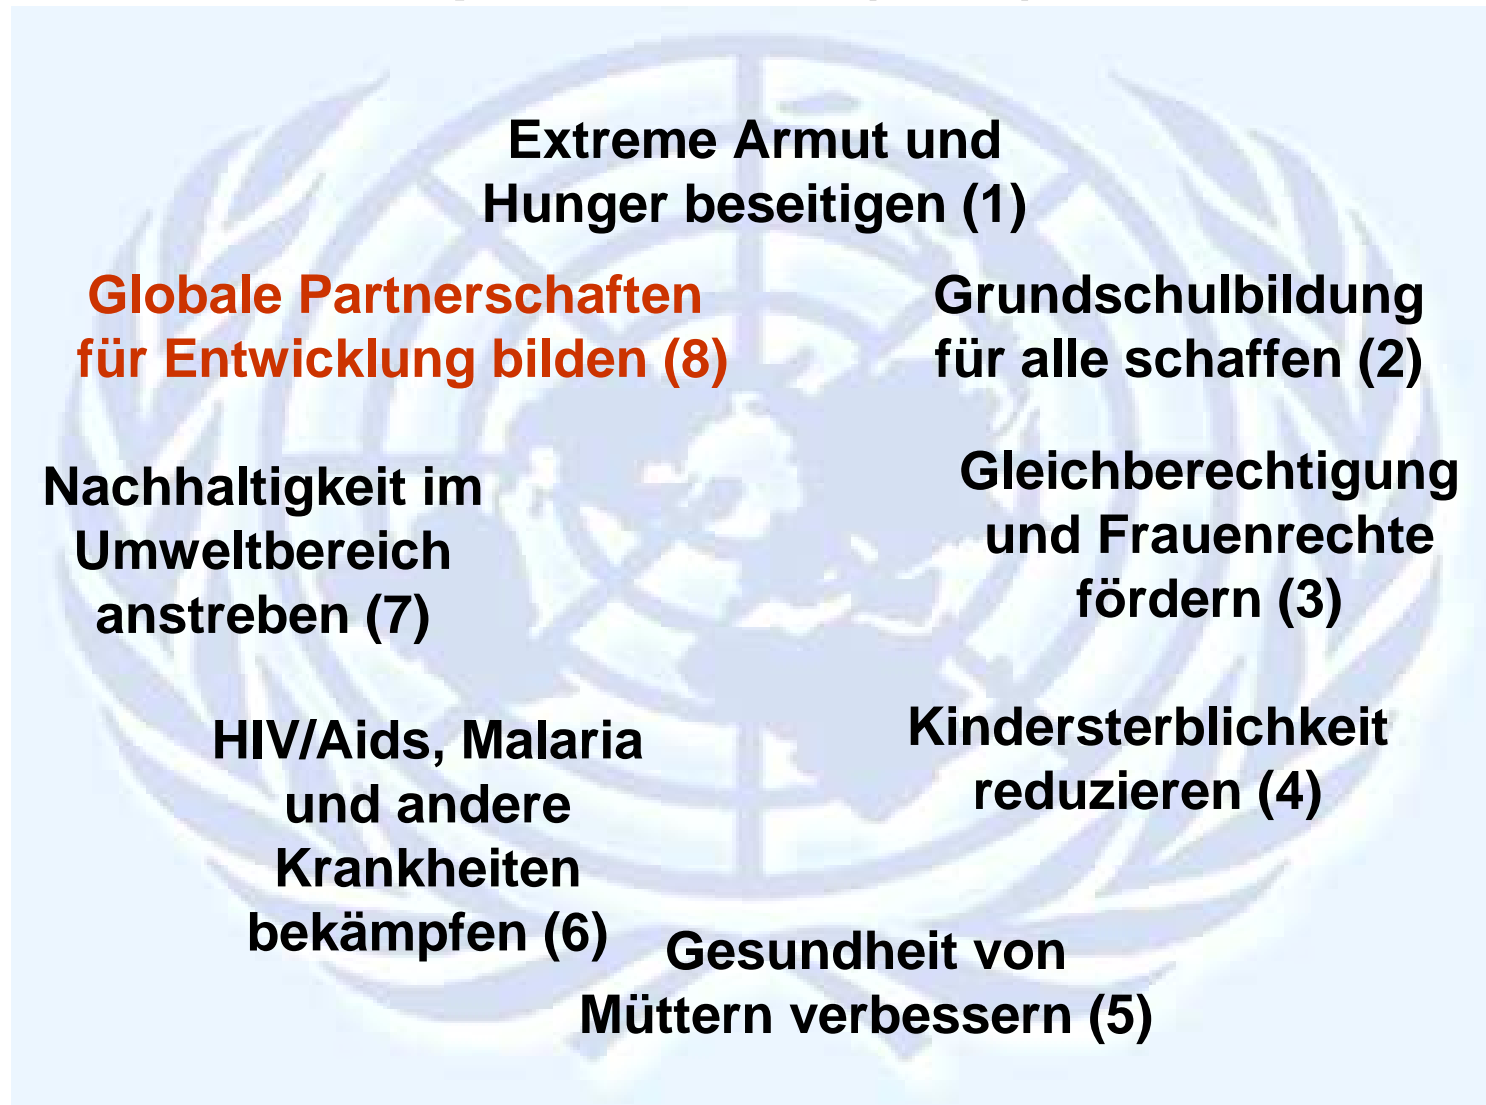 Extreme Armut und
Hunger beseitigen (1)
Globale Partnerschaften
für Entwicklung bilden (8)
Grundschulbildung
für alle schaffen (2)
Nachhaltigkeit im
Umweltbereich
anstreben (7)
Gleichberechtigung
und Frauenrechte
fördern (3)
HIV/Aids, Malaria
und andere
Krankheiten
bekämpfen (6)
Kindersterblichkeit
reduzieren (4)
Gesundheit von
Müttern verbessern (5)